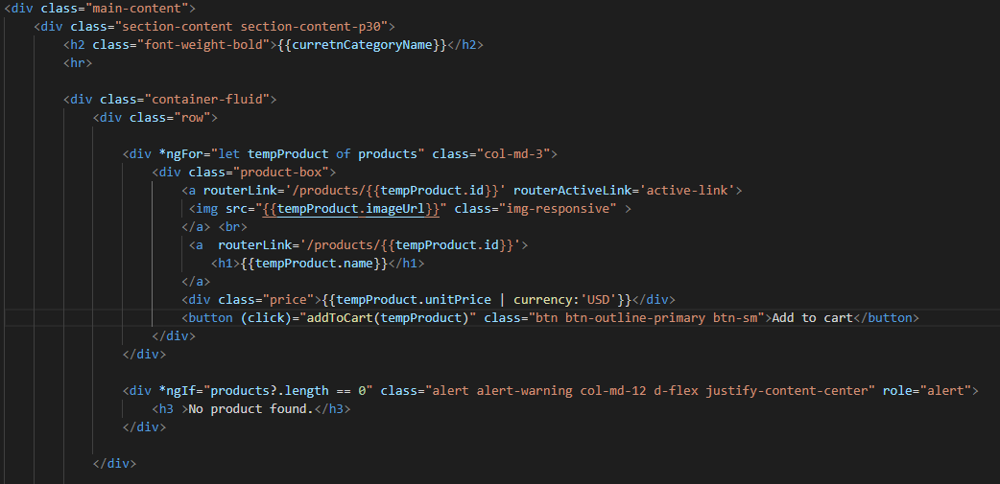 <div class="main-content">
<div class="section-content section-content-p30">
<h2 class="font-weight-bold">{{curretnCategoryName}}</h2>
<hr>
<div class="container-fluid">
<div class="row">
<div *ngFor="let tempProduct of products" class="col-md-3">
<div class="product-box">
<a routerLink='/products/{{tempProduct.id}}' routerActiveLink='active-link'>
<img src="{{tempProduct.imageUrl}}" class="img-responsive" >
</a> <br>
<a  routerLink='/products/{{tempProduct.id}}'>
<h1>{{tempProduct.name}}</h1>
</a>
<div class="price">{{tempProduct.unitPrice | currency:'USD'}}</div>
<button (click)="addToCart(tempProduct)" class="btn btn-outline-primary btn-sm">Add to cart</button>
</div>
</div>
<div *ngIf="products?.length == 0" class="alert alert-warning col-md-12 d-flex justify-content-center" role="alert">
<h3 >No product found.</h3>
</div>
</div>